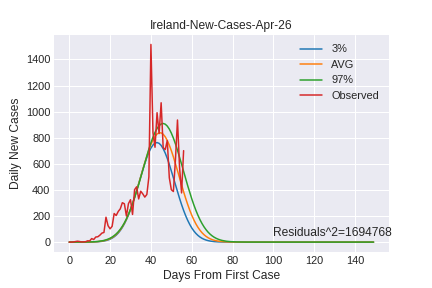 Ireland-New-Cases-Apr-26
3%
AVG
97%
Observed
Daily New Cases
1400
1200
1000
800
600
400
200
0
Residuals^2=1694768
0 20 40 60 80 100 120 140
Days From First Case